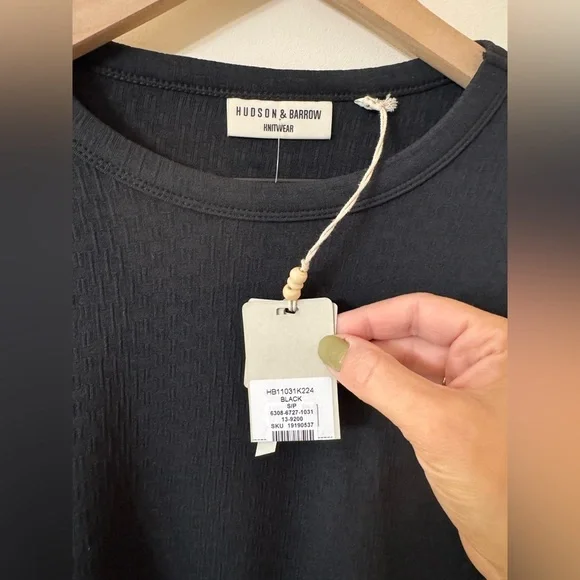 HUDSON & BARROW
KNITWEAR
HB11031K224
BLACK
S/P
6308-6727-1031
13-9200
SKU 19190537